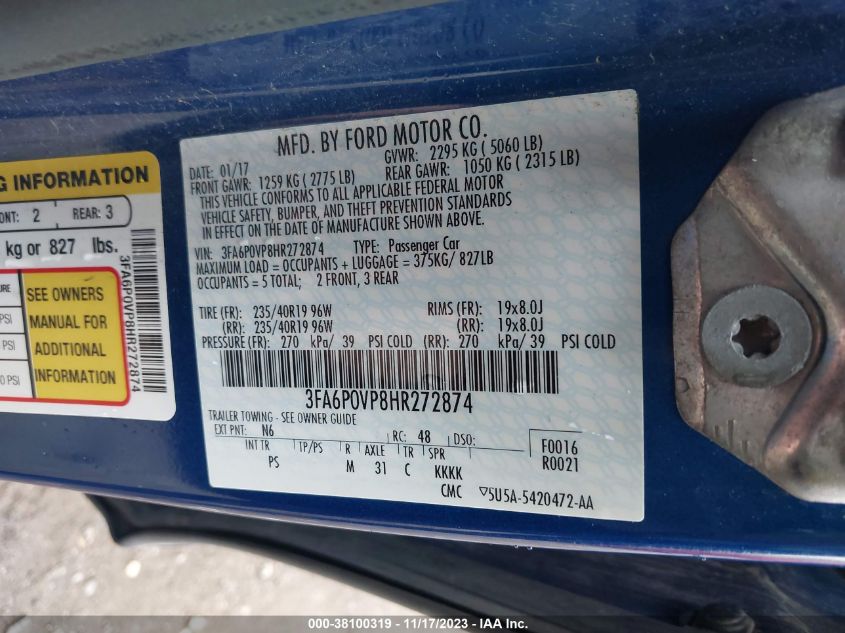 G INFORMATION
ONT: 2 REAR: 3
kg or 827 lbs.
URE
PSI
PSI
0 PSI
SEE OWNERS
MANUAL FOR
ADDITIONAL
INFORMATION
3FA6P0VP8HR272874
MFD. BY FORD MOTOR CO.
DATE: 01/17 GVWR: 2295 KG ( 5060 LB)
FRONT GAWR: 1259 KG ( 2775 LB) REAR GAWR: 1050 KG ( 2315 LB)
THIS VEHICLE CONFORMS TO ALL APPLICABLE FEDERAL MOTOR
VEHICLE SAFETY, BUMPER, AND THEFT PREVENTION STANDARDS
IN EFFECT ON THE DATE OF MANUFACTURE SHOWN ABOVE.
VIN: 3FA6P0VP8HR272874 TYPE: Passenger Car
MAXIMUM LOAD = OCCUPANTS + LUGGAGE = 375KG/ 827LB
OCCUPANTS = 5 TOTAL; 2 FRONT, 3 REAR
TIRE (FR): 235/40R19 96W RIMS (FR): 19x8.0J
(RR): 235/40R19 96W (RR): 19x8.0J
PRESSURE (FR): 270 kPa/ 39 PSI COLD (RR): 270 kPa/ 39 PSI COLD
3FA6P0VP8HR272874
TRAILER TOWING - SEE OWNER GUIDE
EXT PNT: N6 RC: 48 DSO: F0016
INT TR TP/PS R AXLE TR SPR R0021
PS M 31 C KKKK
CMC ▽5U5A-5420472-AA
000-38100319 - 11/17/2023 - IAAI.COM